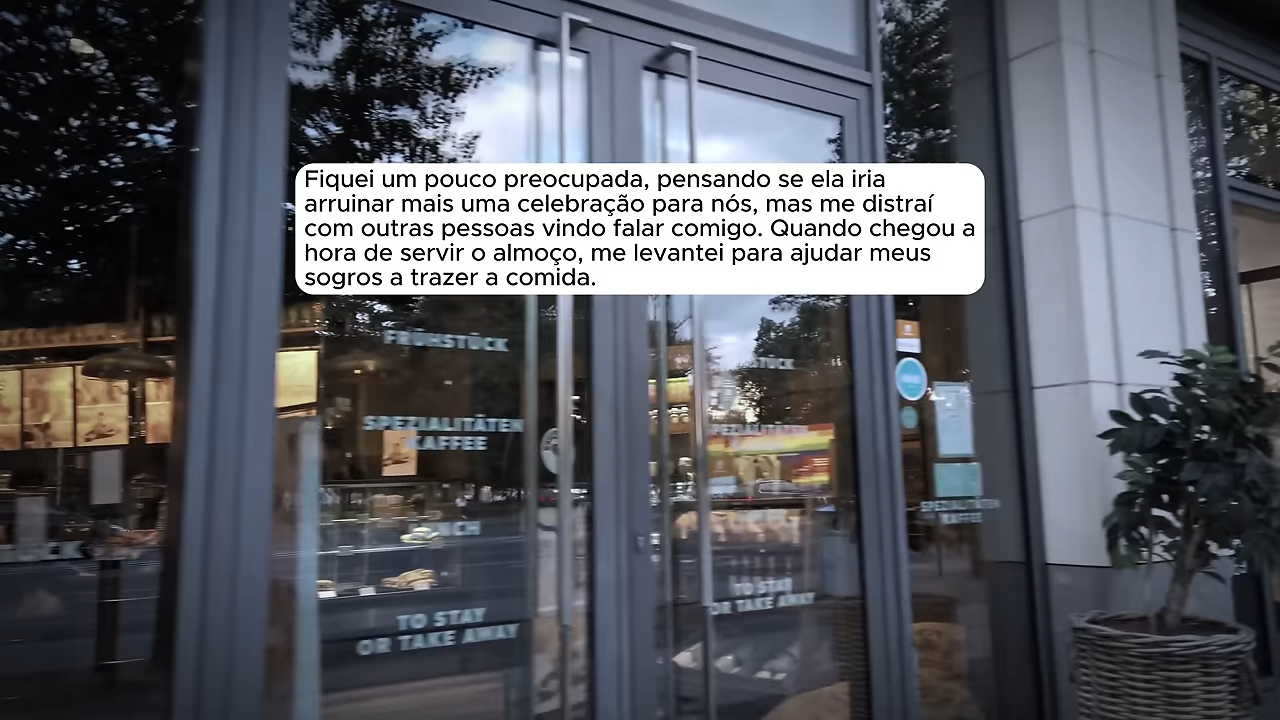 Fiquei um pouco preocupada, pensando se ela iria
arruinar mais uma celebração para nós, mas me distraí
com outras pessoas vindo falar comigo. Quando chegou a
hora de servir o almoço, me levantei para ajudar meus
sogros a trazer a comida.
FRÜHSTÜCK
SPEZIALITÄTEN
KAFFEE
TO STAY
OR TAKE AWAY
TO STAY
OR TAKE AWAY
SPEZIALITÄTEN
KAFFEE